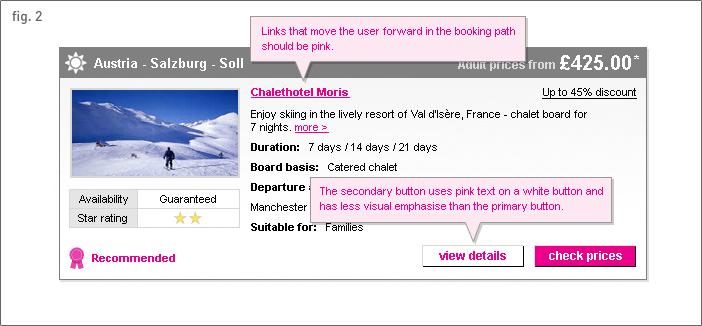 fig. 2
Links that move the user forward in the booking path
should be pink.
Austria - Salzburg - Soll
Adult prices from £425.00*
Chalethotel Moris
Up to 45% discount
Enjoy skiing in the lively resort of Val d'Isère, France - chalet board for
7 nights. more >
Duration: 7 days / 14 days / 21 days
Board basis: Catered chalet
Departure
The secondary button uses pink text on a white button and
has less visual emphasise than the primary button.
Availability Guaranteed
Star rating
Manchester
Suitable for: Families
Recommended
view details
check prices